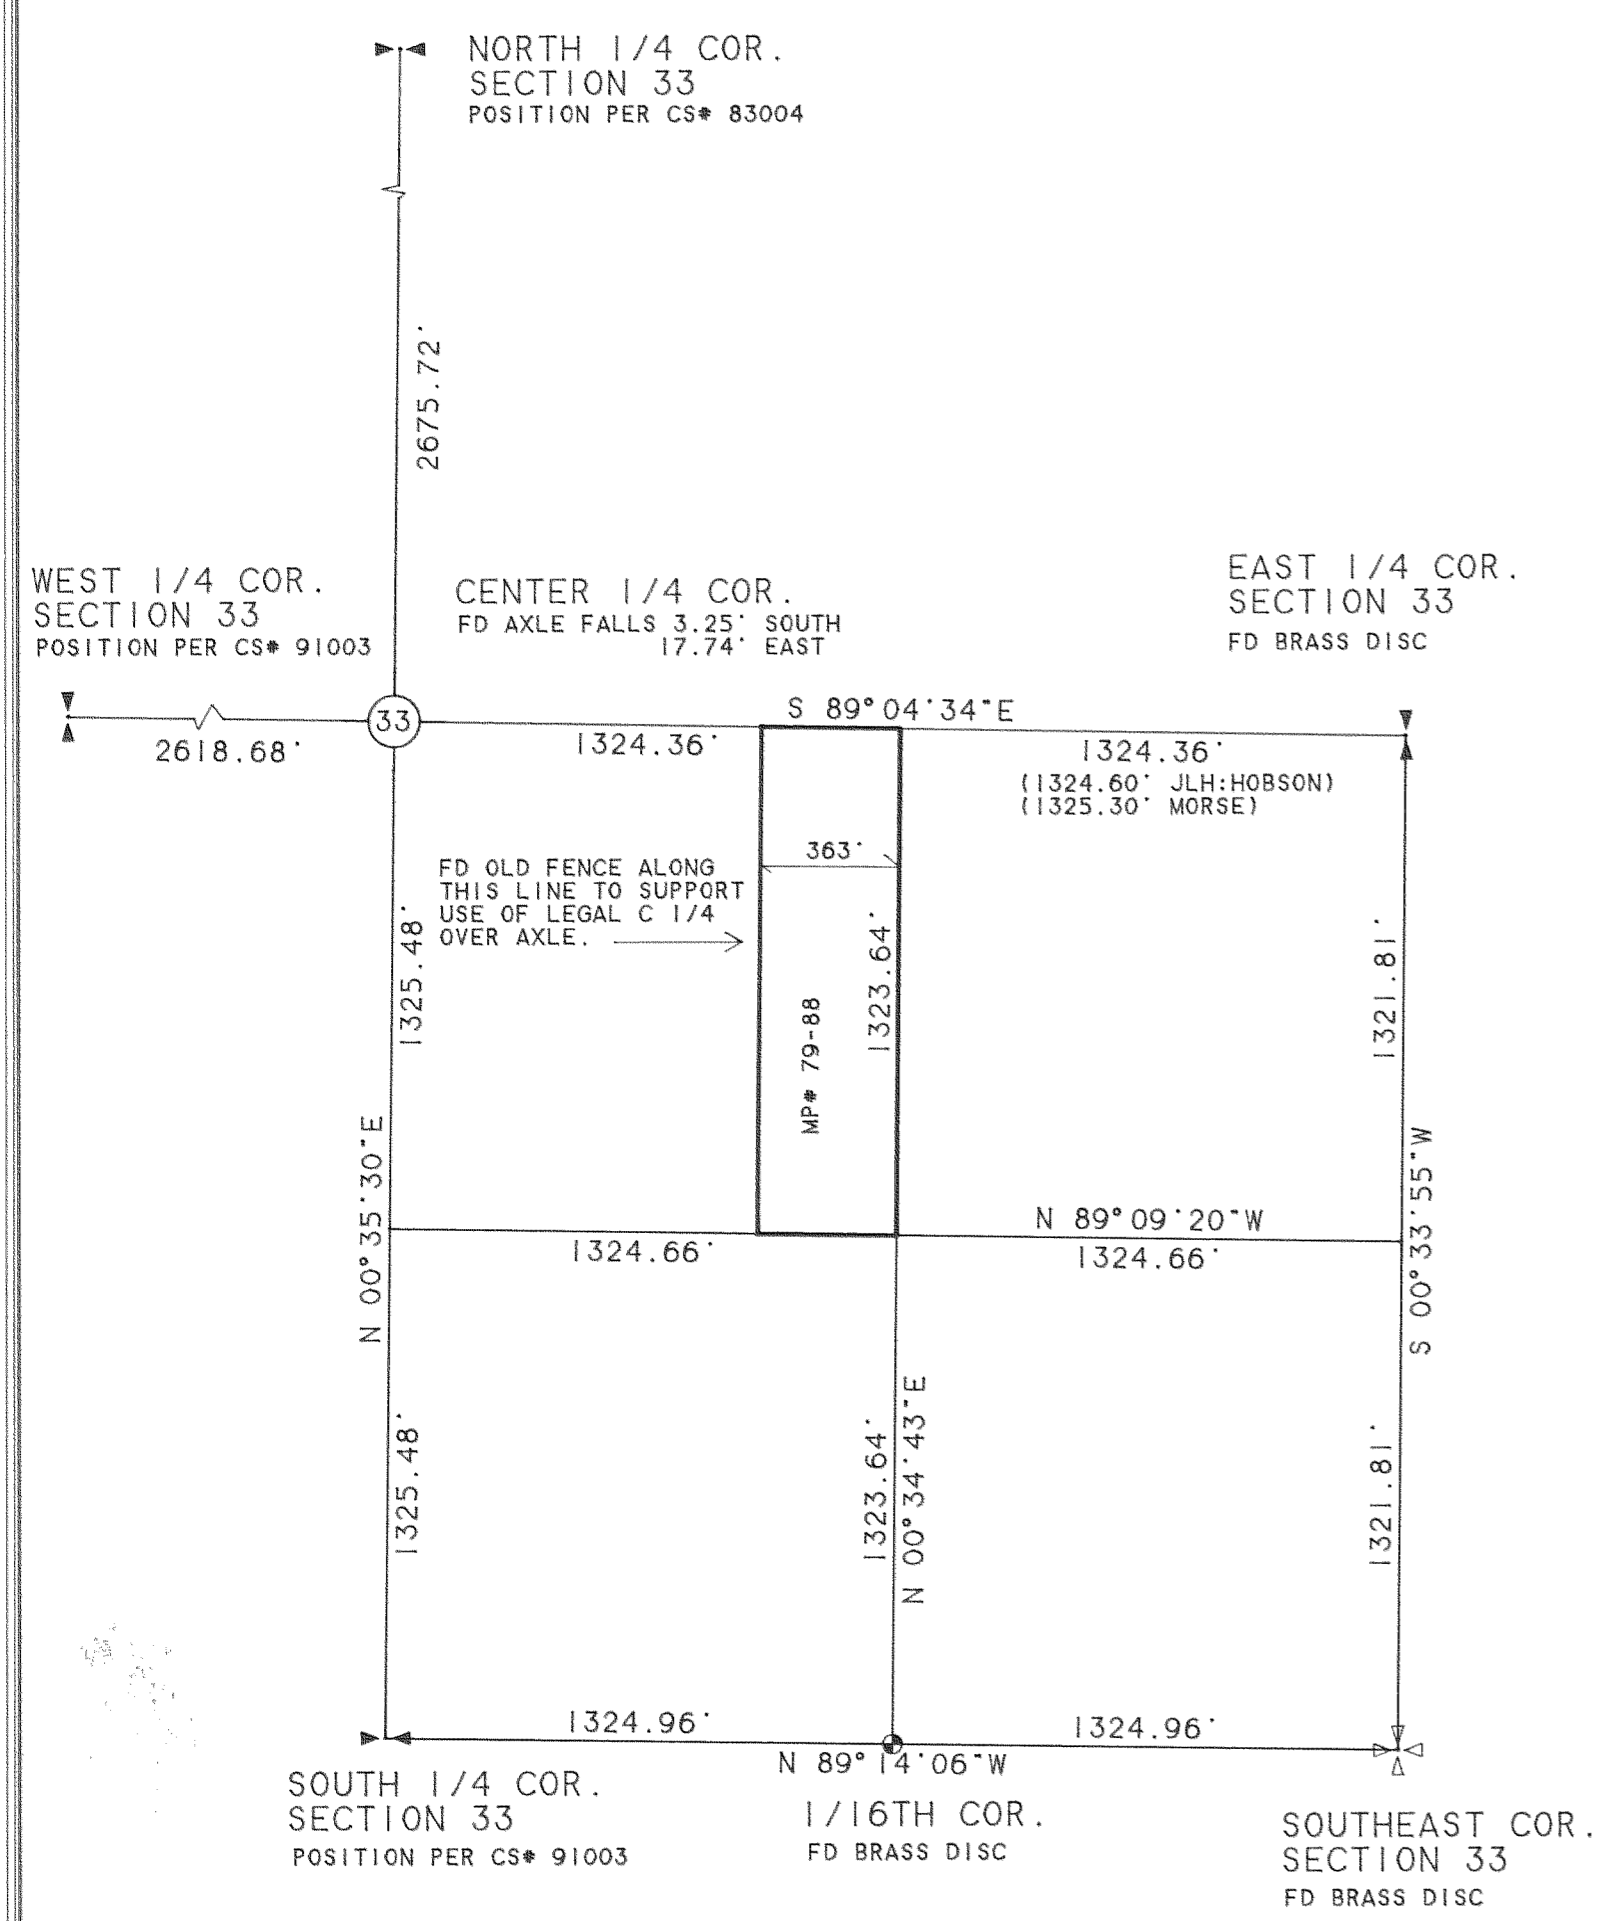 NORTH 1/4 COR.
SECTION 33
POSITION PER CS# 83004
2675.72'
WEST 1/4 COR.
SECTION 33
POSITION PER CS# 91003
CENTER 1/4 COR.
FD AXLE FALLS 3.25' SOUTH
17.74' EAST
EAST 1/4 COR.
SECTION 33
FD BRASS DISC
33
2618.68'
S 89°04'34"E
1324.36'
1324.36'
(1324.60' JLH:HOBSON)
(1325.30' MORSE)
363'
FD OLD FENCE ALONG
THIS LINE TO SUPPORT
USE OF LEGAL C 1/4
OVER AXLE.
1325.48'
MP# 79-88
1323.64'
1321.81'
N 00°35'30"E
1324.66'
N 89°09'20"W
1324.66'
S 00°33'55"W
1325.48'
1323.64'
N 00°34'43"E
1321.81'
1324.96'
1324.96'
N 89°14'06"W
SOUTH 1/4 COR.
SECTION 33
POSITION PER CS# 91003
1/16TH COR.
FD BRASS DISC
SOUTHEAST COR.
SECTION 33
FD BRASS DISC